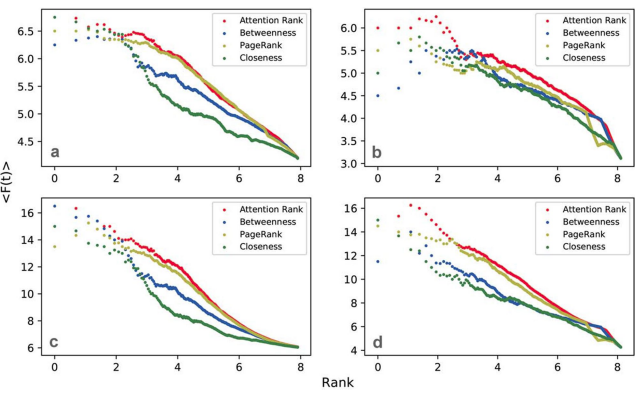 Attention Rank
Betweenness
PageRank
Closeness
6.5
6.0
5.5
5.0
4.5
0 2 4 6 8
a
Attention Rank
Betweenness
PageRank
Closeness
6.0
5.5
5.0
4.5
4.0
3.5
3.0
0 2 4 6 8
b
<F(t)>
Attention Rank
Betweenness
PageRank
Closeness
16
14
12
10
8
6
0 2 4 6 8
c
Attention Rank
Betweenness
PageRank
Closeness
16
14
12
10
8
6
4
0 2 4 6 8
d
Rank